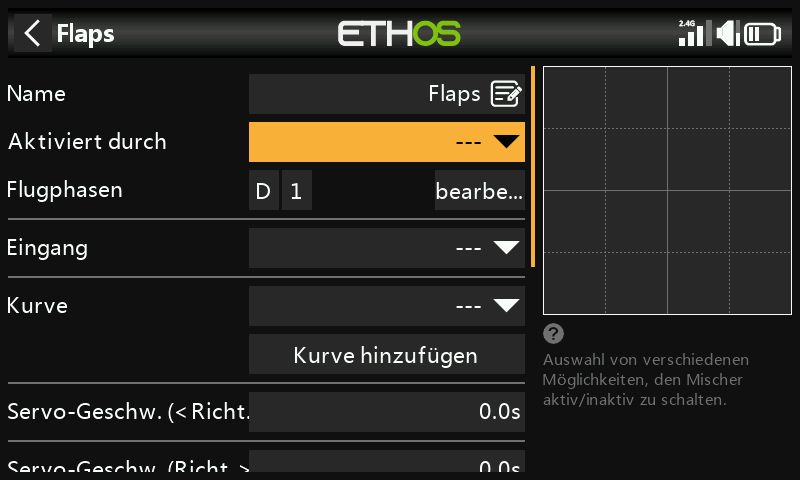 Flaps
ETHOS
2.4G
Name
Flaps
Aktiviert durch
---
Flugphasen
D
1
bearbe...
Eingang
---
Kurve
---
Kurve hinzufügen
Servo-Geschw. (<Richt.
0.0s
Servo-Geschw. (Richt. >
0.0s
?
Auswahl von verschiedenen
Möglichkeiten, den Mischer
aktiv/inaktiv zu schalten.